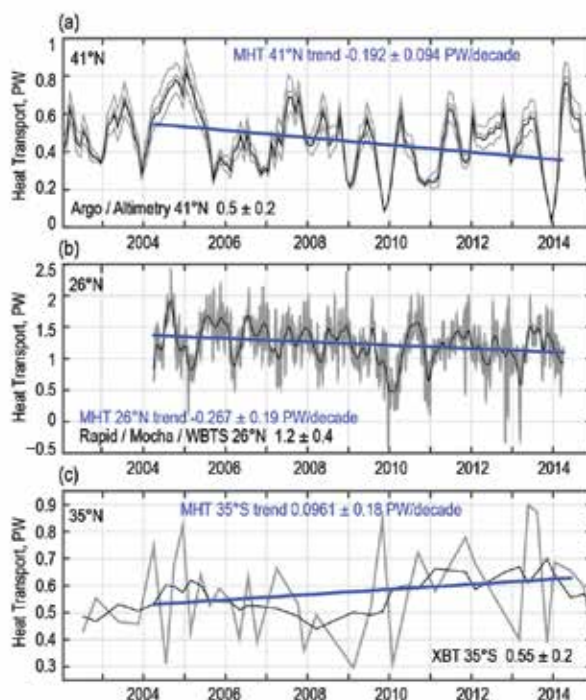 (a)
41°N
MHT 41°N trend -0.192 ± 0.094 PW/decade
Heat Transport, PW
1
0.8
0.6
0.4
0.2
0
Argo / Altimetry 41°N 0.5 ± 0.2
2004 2006 2008 2010 2012 2014
(b)
26°N
Heat Transport, PW
2.5
2
1.5
1
0.5
0
−0.5
MHT 26°N trend -0.267 ± 0.19 PW/decade
Rapid / Mocha / WBTS 26°N 1.2 ± 0.4
2004 2006 2008 2010 2012 2014
(c)
35°N
MHT 35°S trend 0.0961 ± 0.18 PW/decade
Heat Transport, PW
0.9
0.8
0.7
0.6
0.5
0.4
0.3
XBT 35°S 0.55 ± 0.2
2004 2006 2008 2010 2012 2014